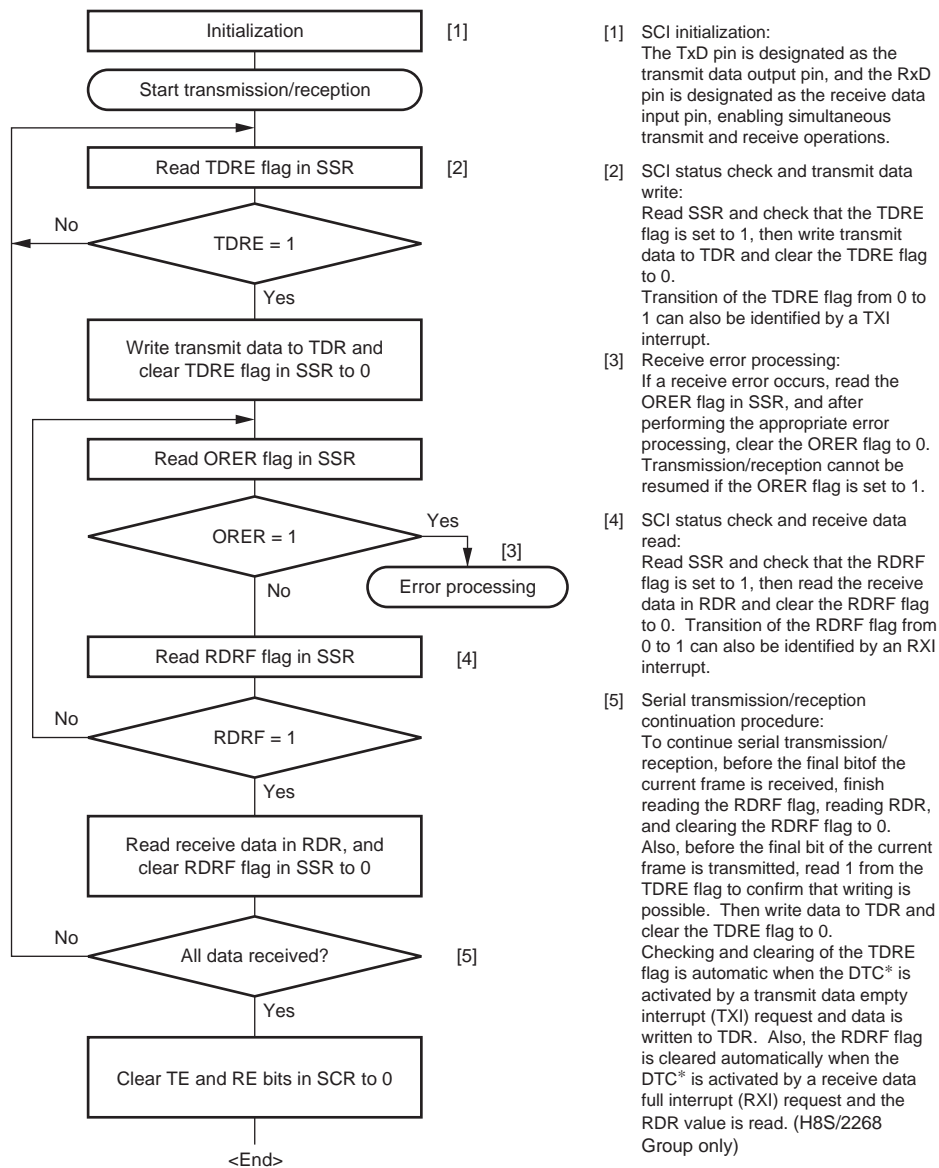 Initialization
[1]
Start transmission/reception
Read TDRE flag in SSR
[2]
No
TDRE = 1
Yes
Write transmit data to TDR and
clear TDRE flag in SSR to 0
Read ORER flag in SSR
Yes
ORER = 1
[3]
Error processing
No
Read RDRF flag in SSR
[4]
No
RDRF = 1
Yes
Read receive data in RDR, and
clear RDRF flag in SSR to 0
No
All data received?
[5]
Yes
Clear TE and RE bits in SCR to 0
<End>
[1] SCI initialization:
The TxD pin is designated as the
transmit data output pin, and the RxD
pin is designated as the receive data
input pin, enabling simultaneous
transmit and receive operations.
[2] SCI status check and transmit data
write:
Read SSR and check that the TDRE
flag is set to 1, then write transmit
data to TDR and clear the TDRE flag
to 0.
Transition of the TDRE flag from 0 to
1 can also be identified by a TXI
interrupt.
[3] Receive error processing:
If a receive error occurs, read the
ORER flag in SSR, and after
performing the appropriate error
processing, clear the ORER flag to 0.
Transmission/reception cannot be
resumed if the ORER flag is set to 1.
[4] SCI status check and receive data
read:
Read SSR and check that the RDRF
flag is set to 1, then read the receive
data in RDR and clear the RDRF flag
to 0. Transition of the RDRF flag from
0 to 1 can also be identified by an RXI
interrupt.
[5] Serial transmission/reception
continuation procedure:
To continue serial transmission/
reception, before the final bitof the
current frame is received, finish
reading the RDRF flag, reading RDR,
and clearing the RDRF flag to 0.
Also, before the final bit of the current
frame is transmitted, read 1 from the
TDRE flag to confirm that writing is
possible. Then write data to TDR and
clear the TDRE flag to 0.
Checking and clearing of the TDRE
flag is automatic when the DTC* is
activated by a transmit data empty
interrupt (TXI) request and data is
written to TDR. Also, the RDRF flag
is cleared automatically when the
DTC* is activated by a receive data
full interrupt (RXI) request and the
RDR value is read. (H8S/2268
Group only)